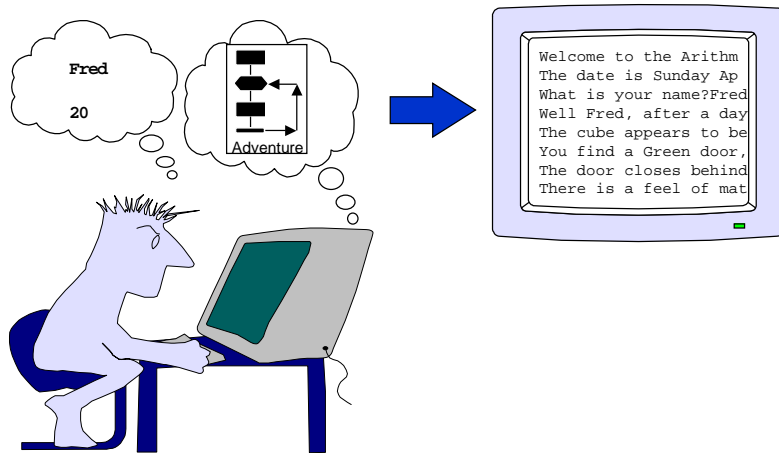 Fred
20
Adventure
Welcome to the Arithm
The date is Sunday Ap
What is your name?Fred
Well Fred, after a day
The cube appears to be
You find a Green door,
The door closes behind
There is a feel of mat